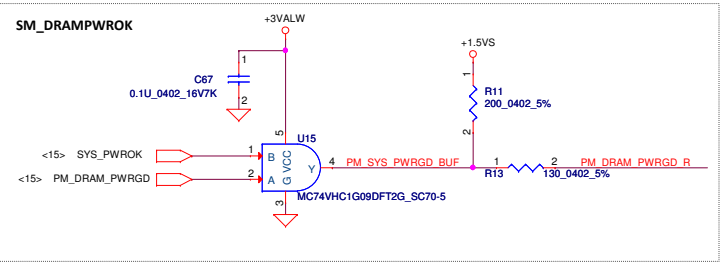 SM_DRAMPWROK
+3VALW
+1.5VS
1
C67
0.1U_0402_16V7K
2
1
R11
200_0402_5%
2
5
U15
<15> SYS_PWROK
1
B
VCC
Y
4
PM_SYS_PWRGD_BUF
1
2
PM_DRAM_PWRGD_R
<15> PM_DRAM_PWRGD
2
A
G
R13
130_0402_5%
3
MC74VHC1G09DFT2G_SC70-5